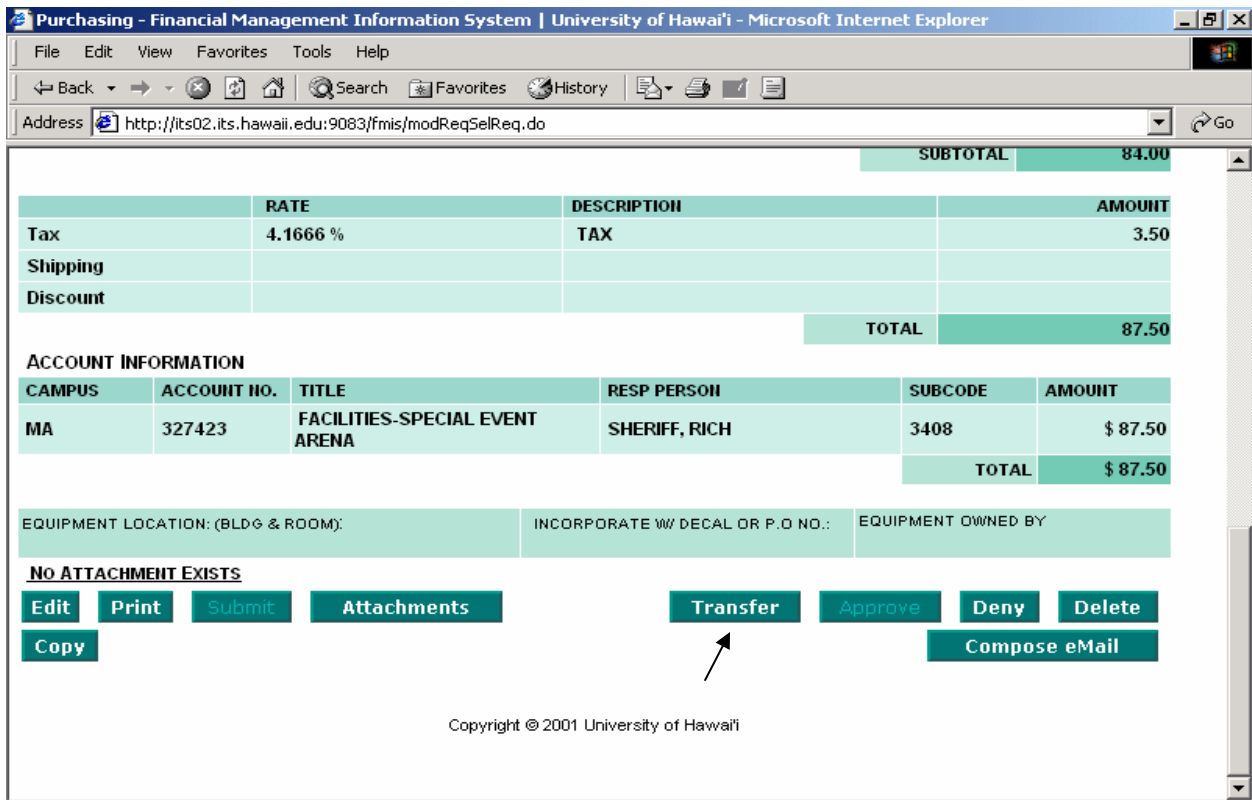 Purchasing - Financial Management Information System | University of Hawai'i - Microsoft Internet Explorer
File Edit View Favorites Tools Help
Back Search Favorites History
Address http://its02.its.hawaii.edu:9083/fmis/modReqSelReq.do Go
SUBTOTAL 84.00
RATE DESCRIPTION AMOUNT
Tax 4.1666 % TAX 3.50
Shipping
Discount
TOTAL 87.50
ACCOUNT INFORMATION
CAMPUS ACCOUNT NO. TITLE RESP PERSON SUBCODE AMOUNT
MA 327423 FACILITIES-SPECIAL EVENT ARENA SHERIFF, RICH 3408 $ 87.50
TOTAL $ 87.50
EQUIPMENT LOCATION: (BLDG & ROOM): INCORPORATE W/ DECAL OR P.O NO.: EQUIPMENT OWNED BY
NO ATTACHMENT EXISTS
Edit Print Submit Attachments Transfer Approve Deny Delete
Copy Compose eMail
Copyright © 2001 University of Hawai'i